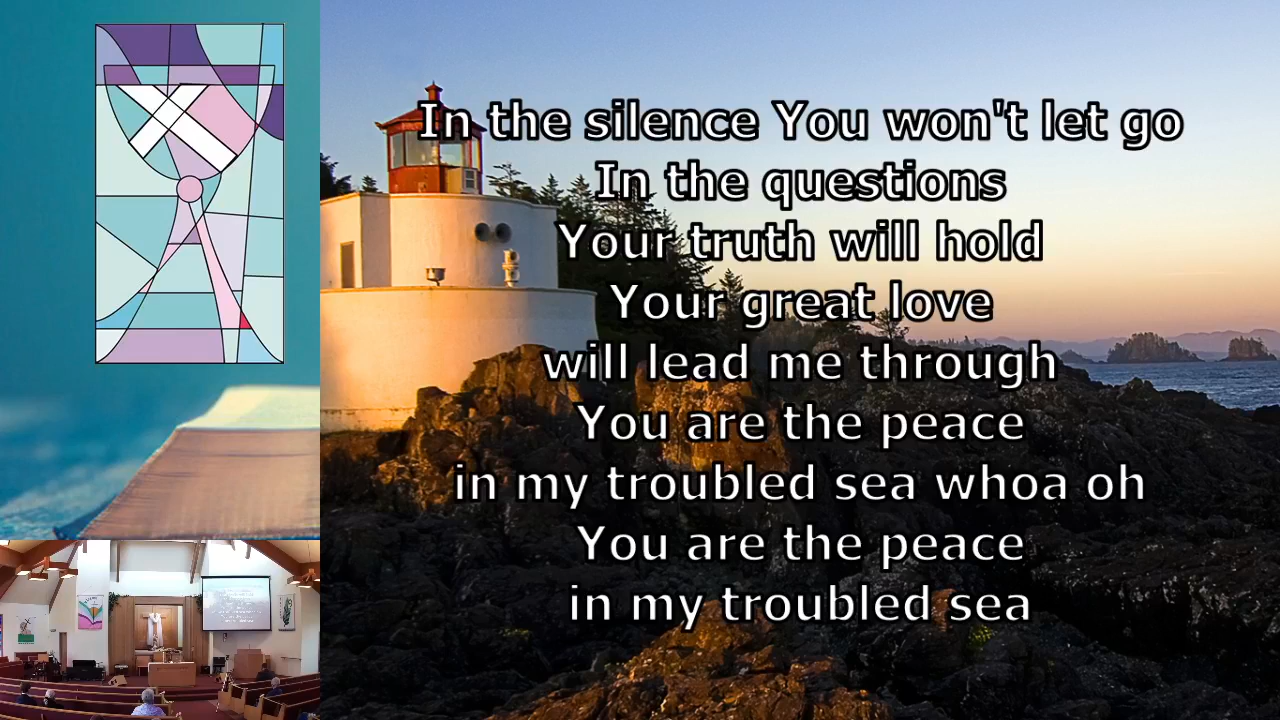 In the silence You won't let go
In the questions
Your truth will hold
Your great love
will lead me through
You are the peace
in my troubled sea whoa oh
You are the peace
in my troubled sea